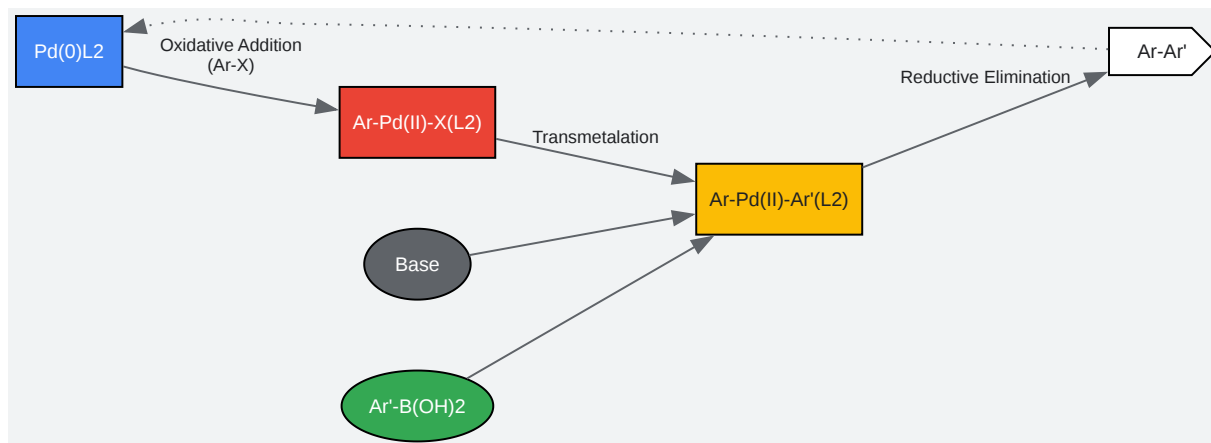 Pd(0)L2
Oxidative Addition
(Ar-X)
Ar-Pd(II)-X(L2)
Transmetalation
Ar-Pd(II)-Ar'(L2)
Reductive Elimination
Ar-Ar'
Base
Ar'-B(OH)2